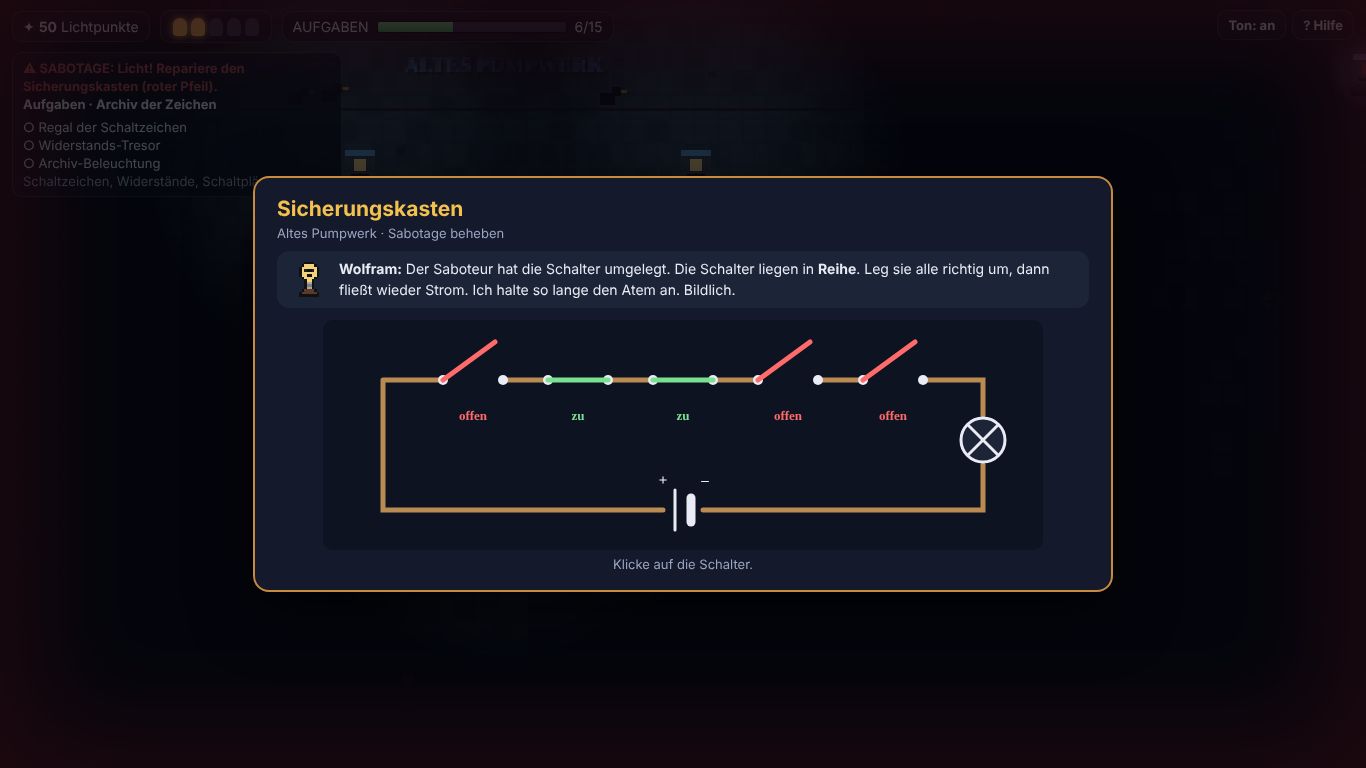 ✦ 50 Lichtpunkte
AUFGABEN 6/15
Ton: an
? Hilfe
⚠ SABOTAGE: Licht! Repariere den
Sicherungskasten (roter Pfeil).
Aufgaben · Archiv der Zeichen
○ Regal der Schaltzeichen
○ Widerstands-Tresor
○ Archiv-Beleuchtung
Schaltzeichen, Widerstände,
ALTES PUMPWERK
Sicherungskasten
Altes Pumpwerk · Sabotage beheben
Wolfram: Der Saboteur hat die Schalter umgelegt. Die Schalter liegen in Reihe. Leg sie alle richtig um, dann
fließt wieder Strom. Ich halte so lange den Atem an. Bildlich.
offen zu zu offen offen
+ –
Klicke auf die Schalter.